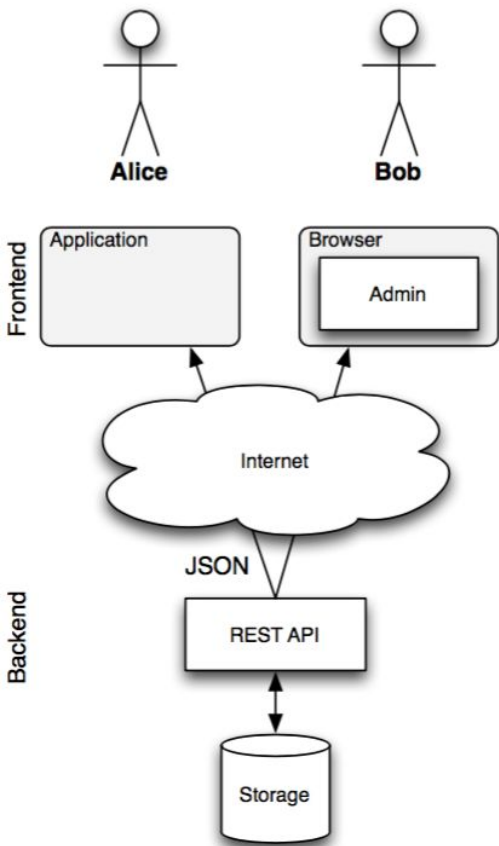 Alice
Bob
Frontend
Application
Browser
Admin
Internet
JSON
Backend
REST API
Storage